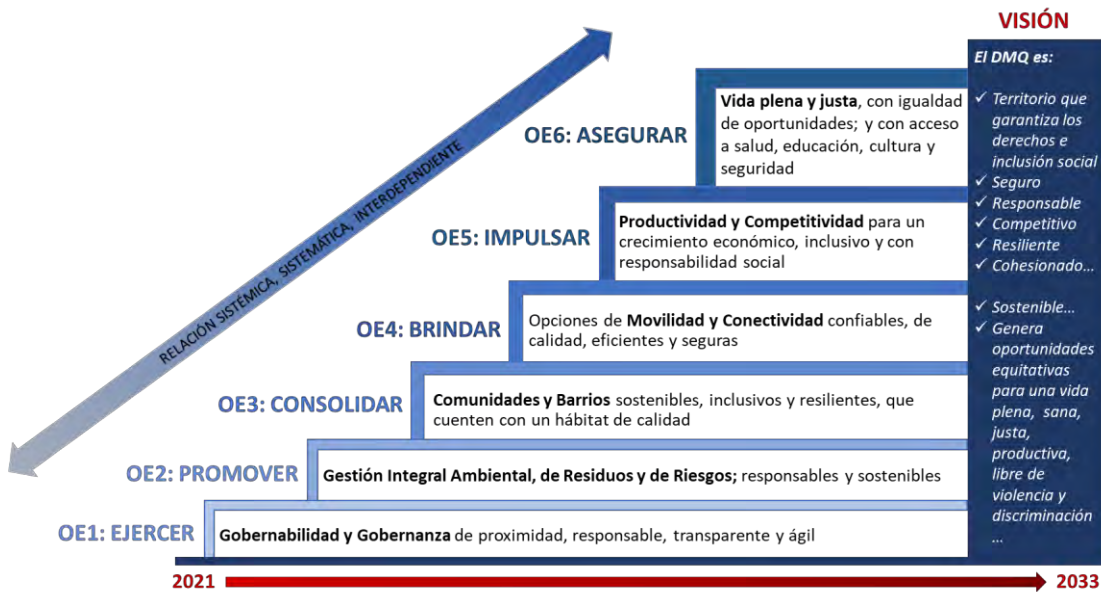 VISIÓN
El DMQ es:
✓ Territorio que
garantiza los
derechos e
inclusión social
✓ Seguro
✓ Responsable
✓ Competitivo
✓ Resiliente
✓ Cohesionado…
✓ Sostenible…
✓ Genera
oportunidades
equitativas
para una vida
plena, sana,
justa,
productiva,
libre de
violencia y
discriminación
…
RELACIÓN SISTÉMICA, SISTEMÁTICA, INTERDEPENDIENTE
OE6: ASEGURAR
Vida plena y justa, con igualdad
de oportunidades; y con acceso
a salud, educación, cultura y
seguridad
OE5: IMPULSAR
Productividad y Competitividad para un
crecimiento económico, inclusivo y con
responsabilidad social
OE4: BRINDAR
Opciones de Movilidad y Conectividad confiables, de
calidad, eficientes y seguras
OE3: CONSOLIDAR
Comunidades y Barrios sostenibles, inclusivos y resilientes, que
cuenten con un hábitat de calidad
OE2: PROMOVER
Gestión Integral Ambiental, de Residuos y de Riesgos; responsables y sostenibles
OE1: EJERCER
Gobernabilidad y Gobernanza de proximidad, responsable, transparente y ágil
2021
2033